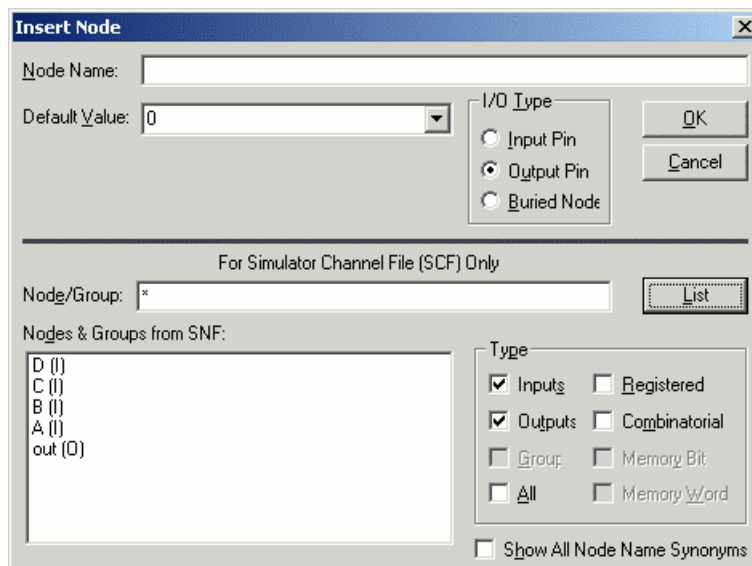 Insert Node
Node Name:
Default Value: 0
I/O Type
Input Pin
Output Pin
Buried Node
OK
Cancel
For Simulator Channel File (SCF) Only
Node/Group: *
List
Nodes & Groups from SNF:
D (I)
C (I)
B (I)
A (I)
out (O)
Type
Inputs
Registered
Outputs
Combinatorial
Group
Memory Bit
All
Memory Word
Show All Node Name Synonyms